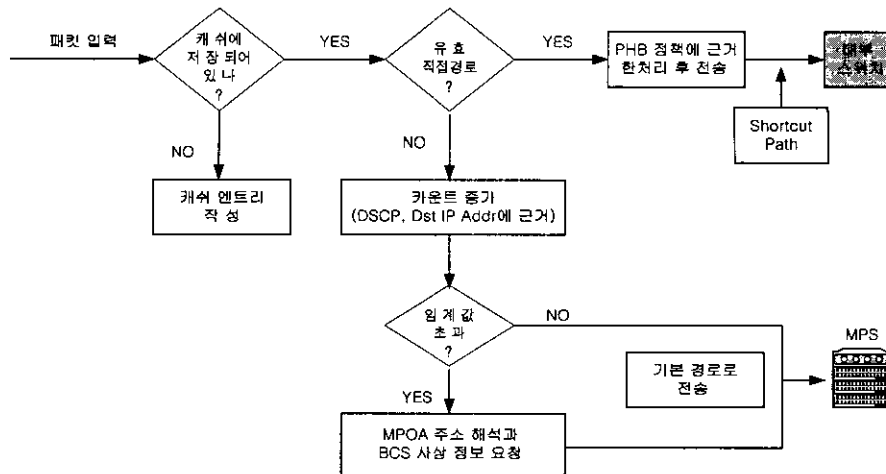 패킷 입력
캐 쉬에
저 장 되어
있 나
?
YES
유 효
직접경로
?
YES
PHB 정책에 근거
한처리 후 전송
스위치
Shortcut
Path
NO
캐쉬 엔트리
작 성
NO
카운트 증가
(DSCP, Dst IP Addr에 근거)
임 계 값
초 과
?
NO
기본 경로로
전송
MPS
YES
MPOA 주소 해석과
BCS 사상 정보 요청